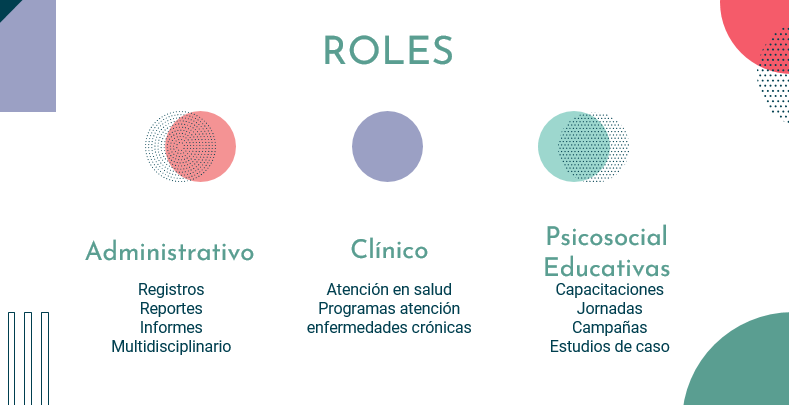 ROLES
Administrativo
Registros
Reportes
Informes
Multidisciplinario
Clínico
Atención en salud
Programas atención
enfermedades crónicas
Psicosocial
Educativas
Capacitaciones
Jornadas
Campañas
Estudios de caso